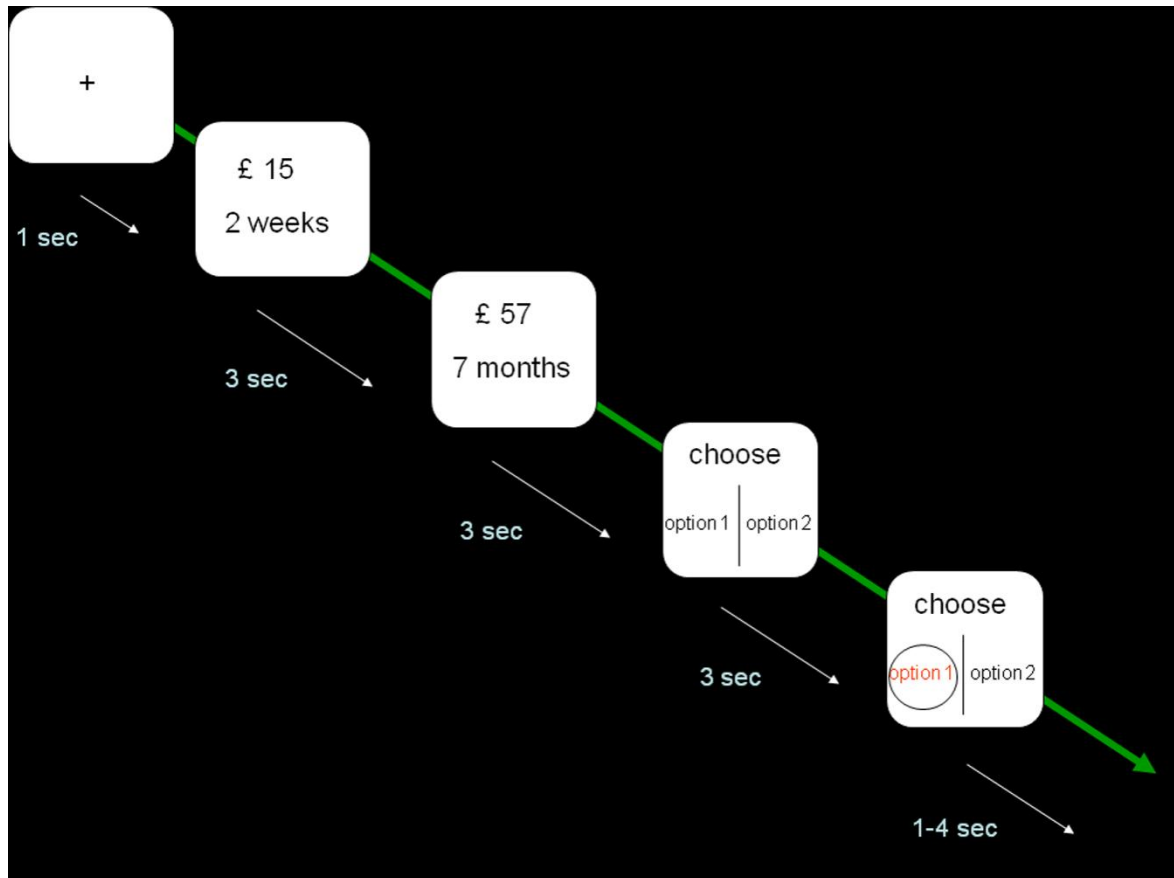 +
1 sec
£ 15
2 weeks
3 sec
£ 57
7 months
3 sec
choose
option 1 option 2
3 sec
choose
option 1 option 2
1-4 sec